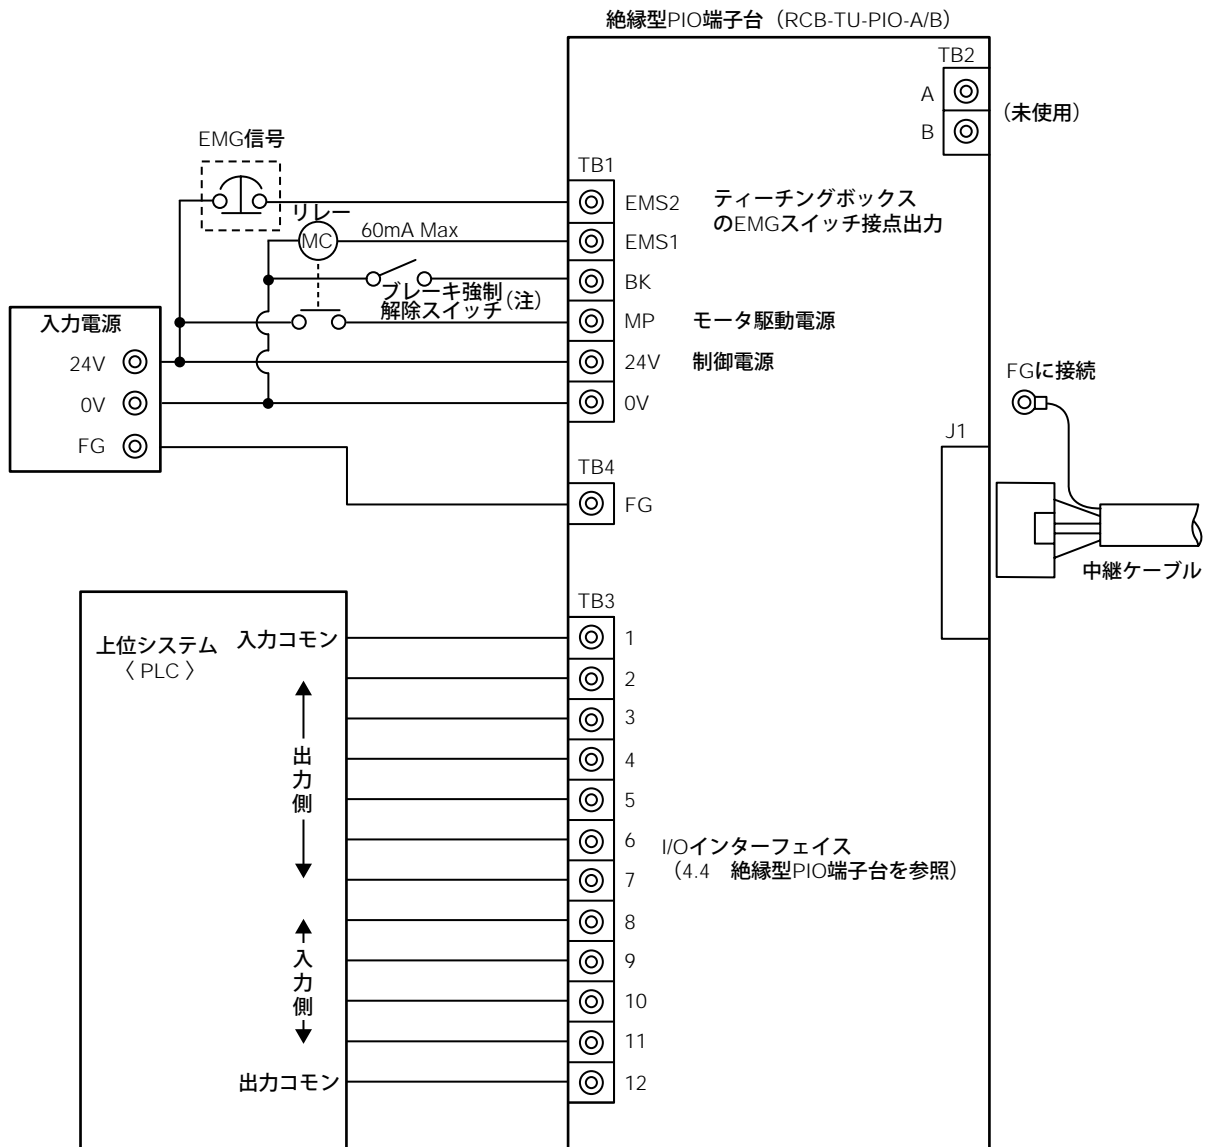 絶縁型PIO端子台（RCB-TU-PIO-A/B）
TB2
A
B
（未使用）
EMG信号
TB1
EMS2
ティーチングボックス
のEMGスイッチ接点出力
リレー
MC
60mA Max
EMS1
BK
ブレーキ強制
解除スイッチ（注）
MP
モータ駆動電源
入力電源
24V
24V
制御電源
0V
0V
FG
FGに接続
J1
TB4
FG
中継ケーブル
TB3
上位システム
〈 PLC 〉
入力コモン
1
2
3
4
5
6
7
8
9
10
11
12
出力側
I/Oインターフェイス
（4.4　絶縁型PIO端子台を参照）
入力側
出力コモン